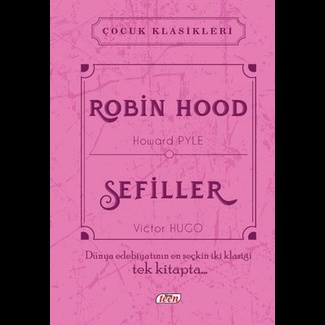 ÇOCUK KLASİKLERİ
ROBİN HOOD
Howard PYLE
SEFİLLER
Victor HUGO
Dünya edebiyatının en seçkin iki klasiği
tek kitapta...
teen